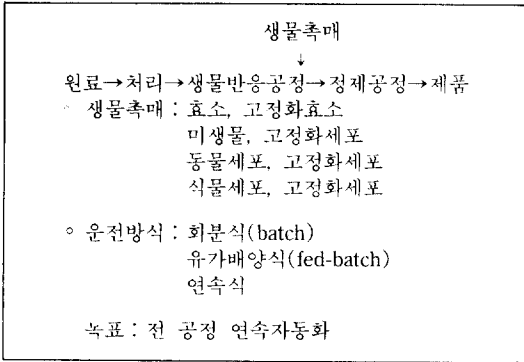 생물촉매
↓
원료→처리→생물반응공정→정제공정→제품
◦ 생물촉매 : 효소, 고정화효소
미생물, 고정화세포
동물세포, 고정화세포
식물세포, 고정화세포
◦ 운전방식 : 회분식(batch)
유가배양식(fed-batch)
연속식
목표 : 전 공정 연속자동화